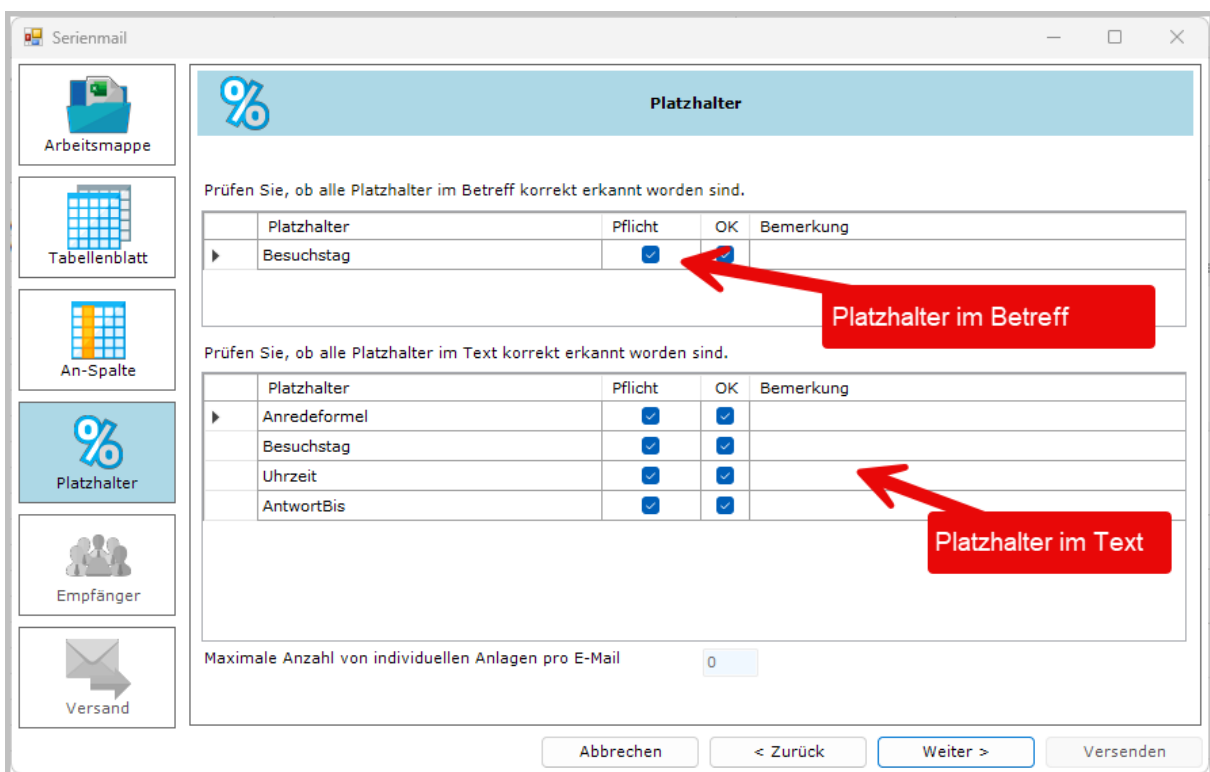 Serienmail
Arbeitsmappe
Tabellenblatt
An-Spalte
Platzhalter
Empfänger
Versand
Platzhalter
Prüfen Sie, ob alle Platzhalter im Betreff korrekt erkannt worden sind.
Platzhalter Pflicht OK Bemerkung
Besuchstag
Platzhalter im Betreff
Prüfen Sie, ob alle Platzhalter im Text korrekt erkannt worden sind.
Platzhalter Pflicht OK Bemerkung
Anredeformel
Besuchstag
Uhrzeit
AntwortBis
Platzhalter im Text
Maximale Anzahl von individuellen Anlagen pro E-Mail 0
Abbrechen < Zurück Weiter > Versenden